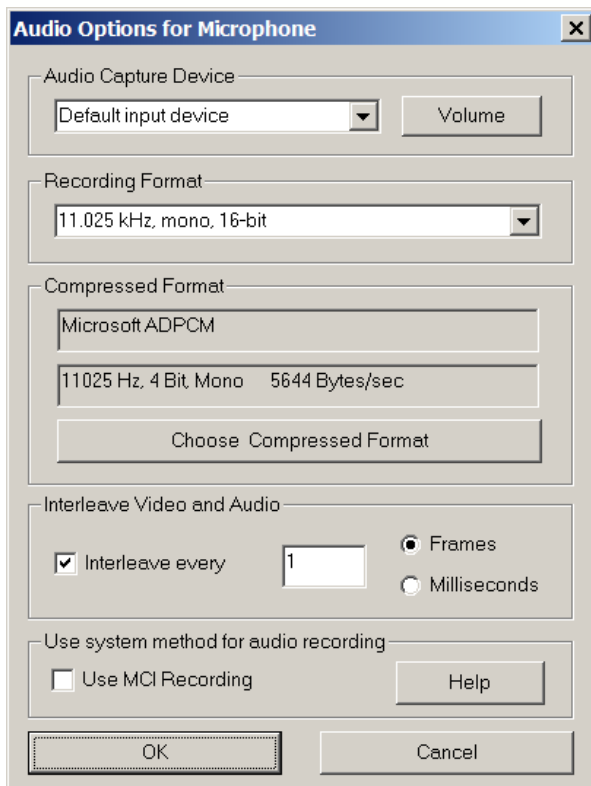 Audio Options for Microphone
Audio Capture Device
Default input device
Volume
Recording Format
11.025 kHz, mono, 16-bit
Compressed Format
Microsoft ADPCM
11025 Hz, 4 Bit, Mono 5644 Bytes/sec
Choose Compressed Format
Interleave Video and Audio
Interleave every 1
Frames
Milliseconds
Use system method for audio recording
Use MCI Recording
Help
OK
Cancel